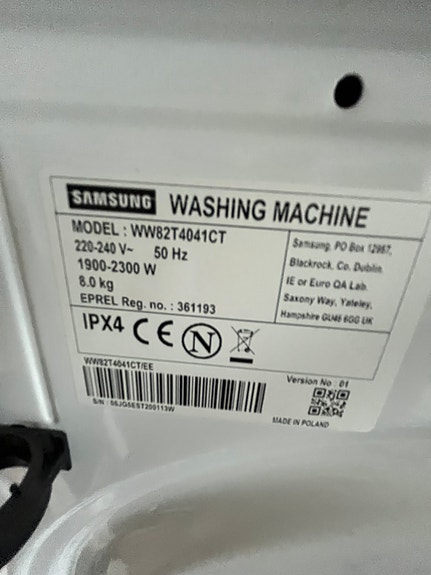 SAMSUNG WASHING MACHINE
MODEL : WW82T4041CT
220-240 V~ 50 Hz
1900-2300 W
8.0 kg
EPREL Reg. no. : 361193
Samsung, PO Box 12987,
Blackrock, Co. Dublin.
IE or Euro QA Lab.
Saxony Way, Yateley,
Hampshire GU46 6GG UK
IPX4 CE N
WW82T4041CT/EE
Version No : 01
MADE IN POLAND